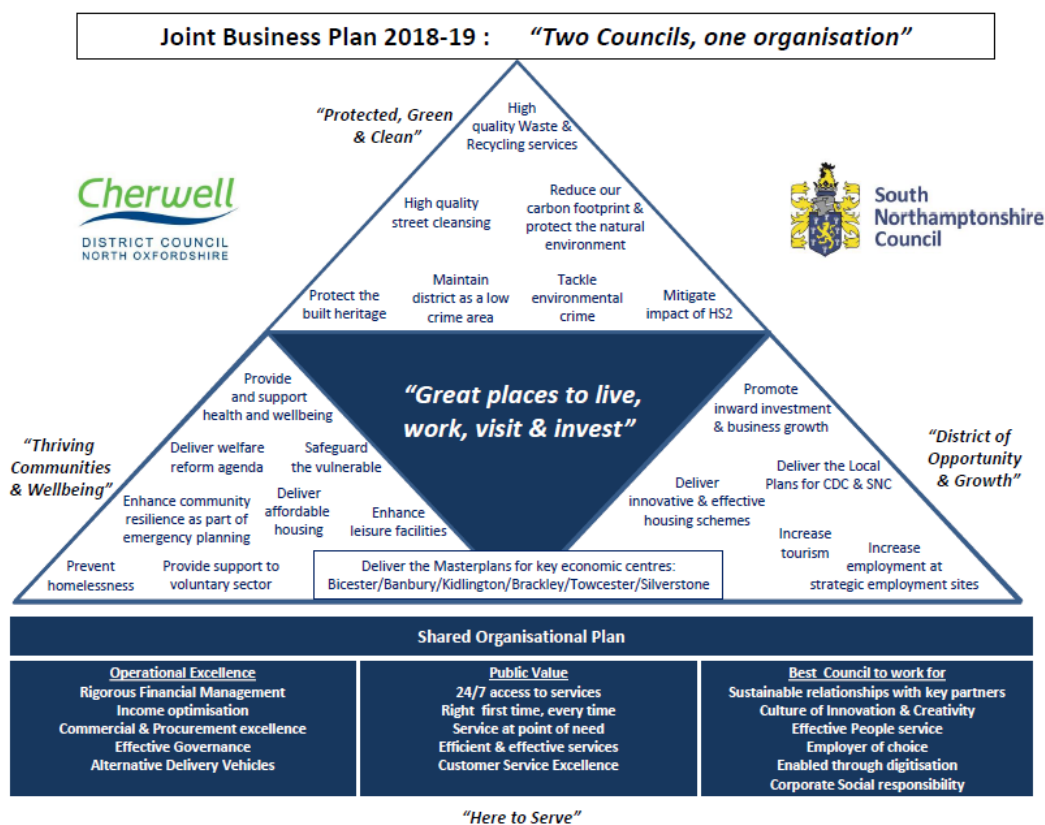 Joint Business Plan 2018-19 : “Two Councils, one organisation”
“Protected, Green
& Clean”
High
quality Waste &
Recycling services
Cherwell
DISTRICT COUNCIL
NORTH OXFORDSHIRE
High quality
street cleansing
Reduce our
carbon footprint &
protect the natural
environment
South
Northamptonshire
Council
Protect the
built heritage
Maintain
district as a low
crime area
Tackle
environmental
crime
Mitigate
impact of HS2
“Great places to live,
work, visit & invest”
“Thriving
Communities
& Wellbeing”
Provide
and support
health and wellbeing
Deliver welfare
reform agenda
Safeguard
the vulnerable
Enhance community
resilience as part of
emergency planning
Deliver
affordable
housing
Enhance
leisure facilities
Prevent
homelessness
Provide support to
voluntary sector
Deliver the Masterplans for key economic centres:
Bicester/Banbury/Kidlington/Brackley/Towcester/Silverstone
Promote
inward investment
& business growth
“District of
Opportunity
& Growth”
Deliver the Local
Plans for CDC & SNC
Deliver
innovative & effective
housing schemes
Increase
tourism
Increase
employment at
strategic employment sites
Shared Organisational Plan
Operational Excellence
Rigorous Financial Management
Income optimisation
Commercial & Procurement excellence
Effective Governance
Alternative Delivery Vehicles
Public Value
24/7 access to services
Right first time, every time
Service at point of need
Efficient & effective services
Customer Service Excellence
Best Council to work for
Sustainable relationships with key partners
Culture of Innovation & Creativity
Effective People service
Employer of choice
Enabled through digitisation
Corporate Social responsibility
“Here to Serve”